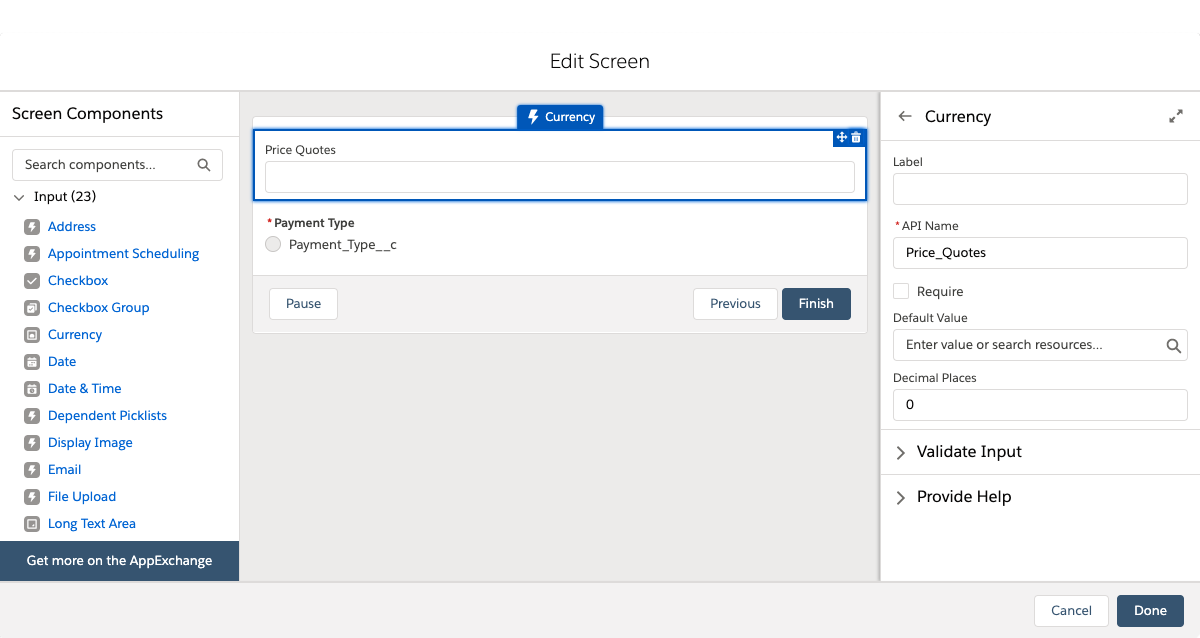 Edit Screen
Screen Components
Search components...
Input (23)
Address
Appointment Scheduling
Checkbox
Checkbox Group
Currency
Date
Date & Time
Dependent Picklists
Display Image
Email
File Upload
Long Text Area
Get more on the AppExchange
Currency
Price Quotes
*Payment Type
Payment_Type__c
Pause
Previous
Finish
Currency
Label
*API Name
Price_Quotes
Require
Default Value
Enter value or search resources...
Decimal Places
0
Validate Input
Provide Help
Cancel
Done